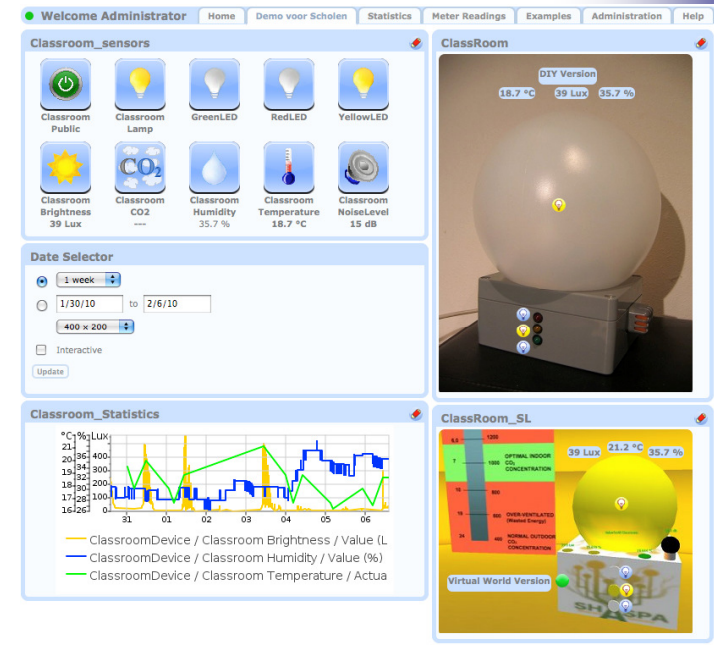 Welcome Administrator
Home
Demo voor Scholen
Statistics
Meter Readings
Examples
Administration
Help
Classroom_sensors
Classroom Public
Classroom Lamp
GreenLED
RedLED
YellowLED
CO2
Classroom Brightness 39 Lux
Classroom CO2 ---
Classroom Humidity 35.7 %
Classroom Temperature 18.7 °C
Classroom NoiseLevel 15 dB
Date Selector
1 week
1/30/10 to 2/6/10
400 x 200
Interactive
Update
Classroom_Statistics
°C % Lux
21 36 400
20 34 300
19 32 200
18 30 100
17 28 0
16 26
31 01 02 03 04 05 06
ClassroomDevice / Classroom Brightness / Value (L
ClassroomDevice / Classroom Humidity / Value (%)
ClassroomDevice / Classroom Temperature / Actua
ClassRoom
DIY Version
18.7 °C 39 Lux 35.7 %
ClassRoom_SL
39 Lux 21.2 °C 35.7 %
1200
7 1000
OPTIMAL INDOOR
CO2
CONCENTRATION
800
600
OVER-VENTILATED
(Wasted Energy)
24 400
NORMAL OUTDOOR
CO2
CONCENTRATION
Virtual World Version
SHASPA